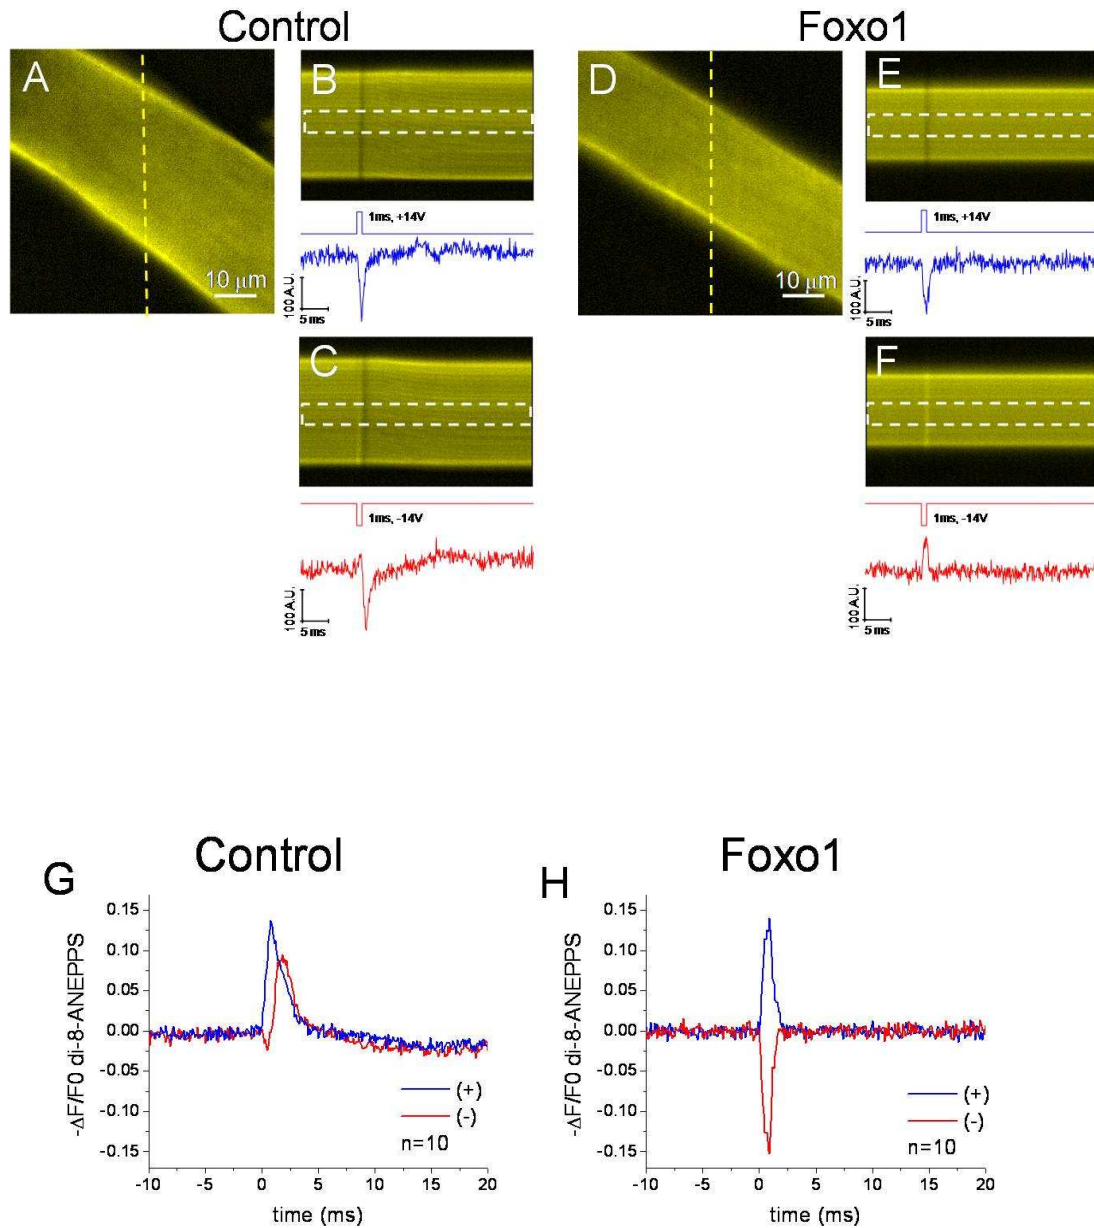 Control
Foxo1
A
10 µm
B
1ms, +14V
100 A.U.
5 ms
C
1ms, -14V
100 A.U.
5 ms
D
10 µm
E
1ms, +14V
100 A.U.
5 ms
F
1ms, -14V
100 A.U.
5 ms
G
Control
-ΔF/F0 di-8-ANEPPS
0.15
0.10
0.05
0.00
-0.05
-0.10
-0.15
(+)
(-)
n=10
-10 -5 0 5 10 15 20
time (ms)
H
Foxo1
-ΔF/F0 di-8-ANEPPS
0.15
0.10
0.05
0.00
-0.05
-0.10
-0.15
(+)
(-)
n=10
-10 -5 0 5 10 15 20
time (ms)